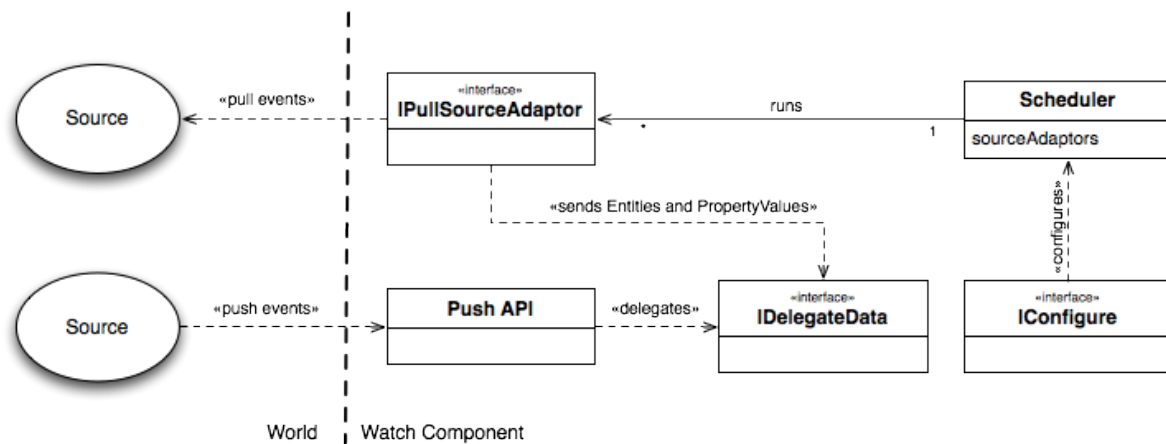 «interface»
IPullSourceAdaptor
Scheduler
sourceAdaptors
Source
«pull events»
runs
*
1
«sends Entities and PropertyValues»
«configures»
Source
«push events»
Push API
«delegates»
«interface»
IDelegateData
«interface»
IConfigure
World
Watch Component